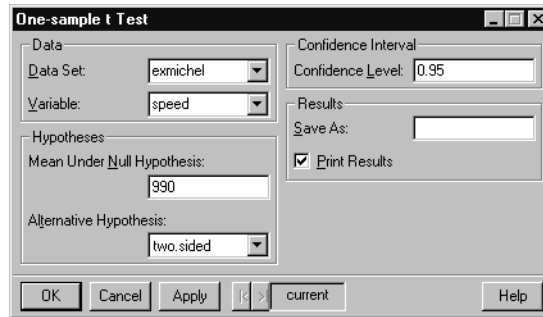 One-sample t Test
Data
Data Set: exmichel
Variable: speed
Hypotheses
Mean Under Null Hypothesis:
990
Alternative Hypothesis:
two.sided
Confidence Interval
Confidence Level: 0.95
Results
Save As:
Print Results
OK Cancel Apply current Help